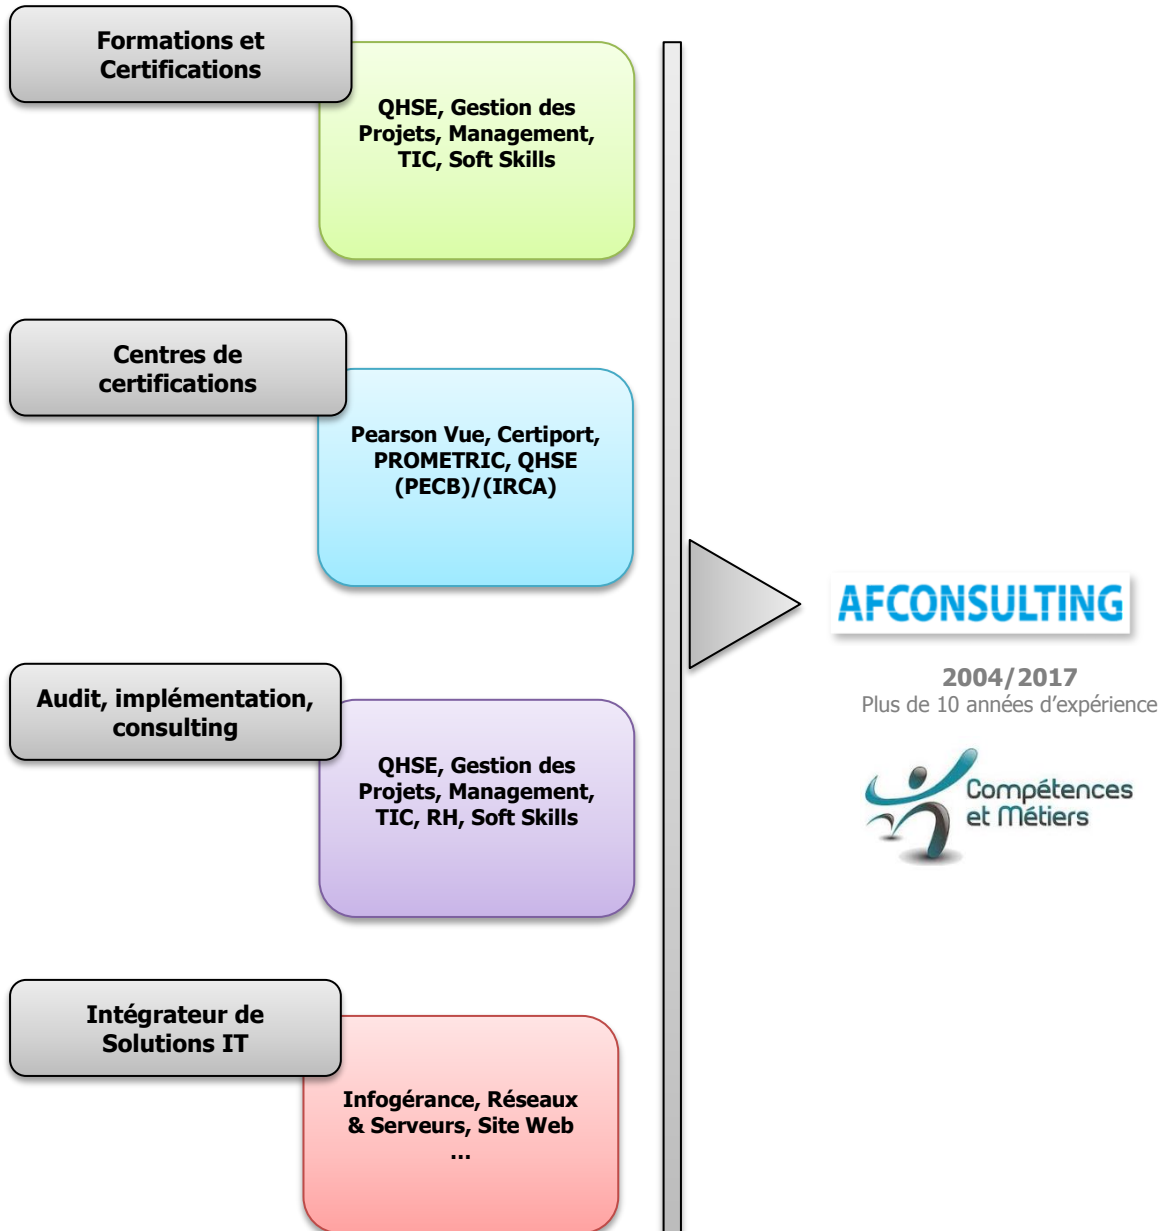 Formations et
Certifications
QHSE, Gestion des
Projets, Management,
TIC, Soft Skills
Centres de
certifications
Pearson Vue, Certiport,
PROMETRIC, QHSE
(PECB)/(IRCA)
Audit, implémentation,
consulting
QHSE, Gestion des
Projets, Management,
TIC, RH, Soft Skills
Intégrateur de
Solutions IT
Infogérance, Réseaux
& Serveurs, Site Web
...
AFCONSULTING
2004/2017
Plus de 10 années d’expérience
Compétences
et Métiers